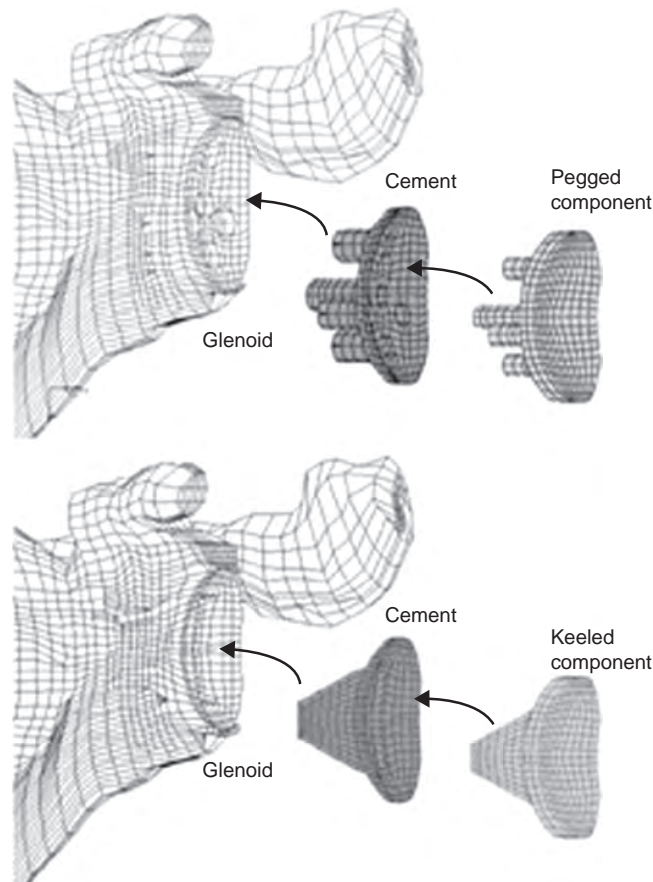 Cement
Pegged
component
Glenoid
Cement
Keeled
component
Glenoid